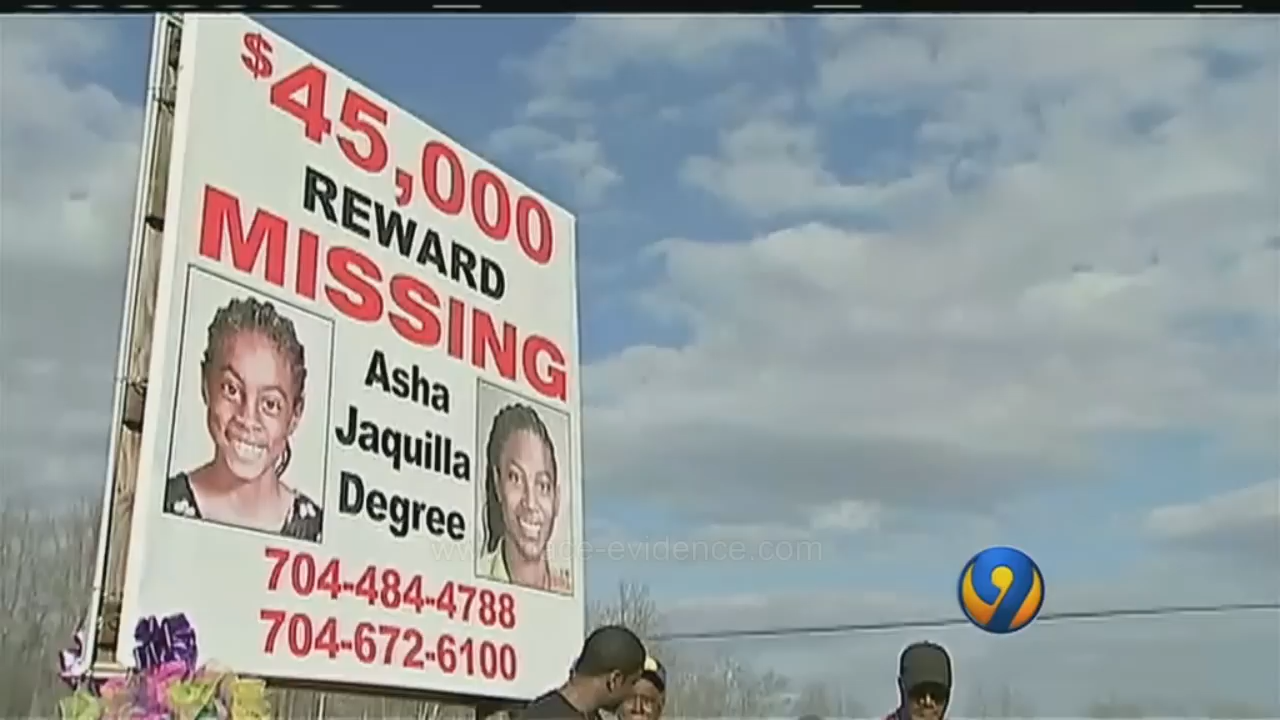 $45,000
REWARD
MISSING
Asha
Jaquilla
Degree
704-484-4788
704-672-6100
9